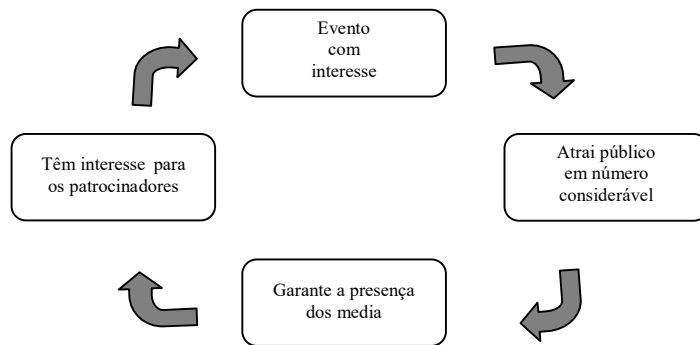 Evento
com
interesse
Atrai público
em número
considerável
Garante a presença
dos media
Têm interesse para
os patrocinadores